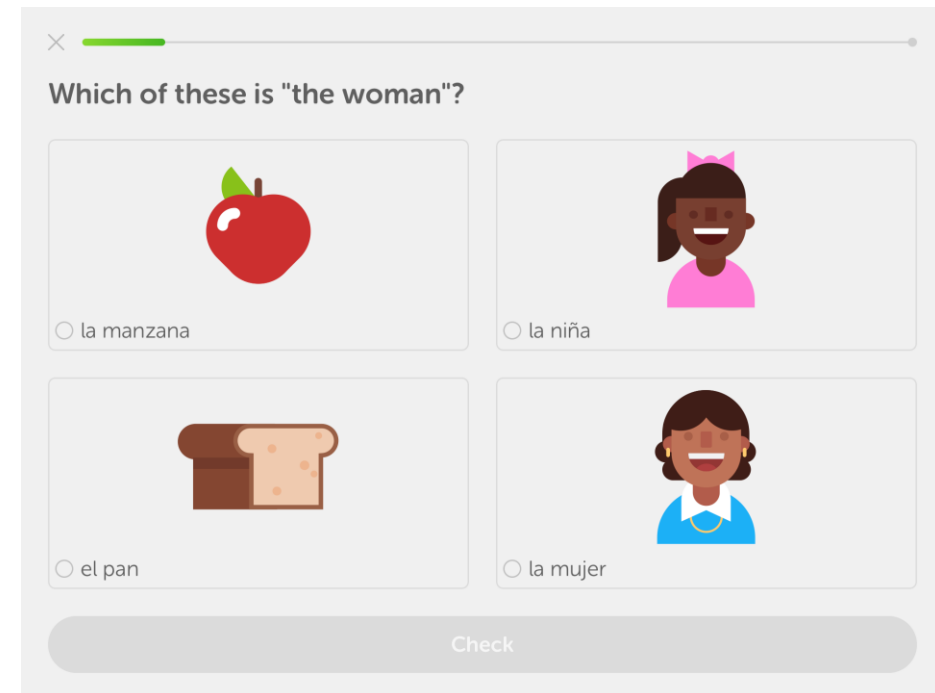 Which of these is "the woman"?
la manzana
la niña
el pan
la mujer
Check